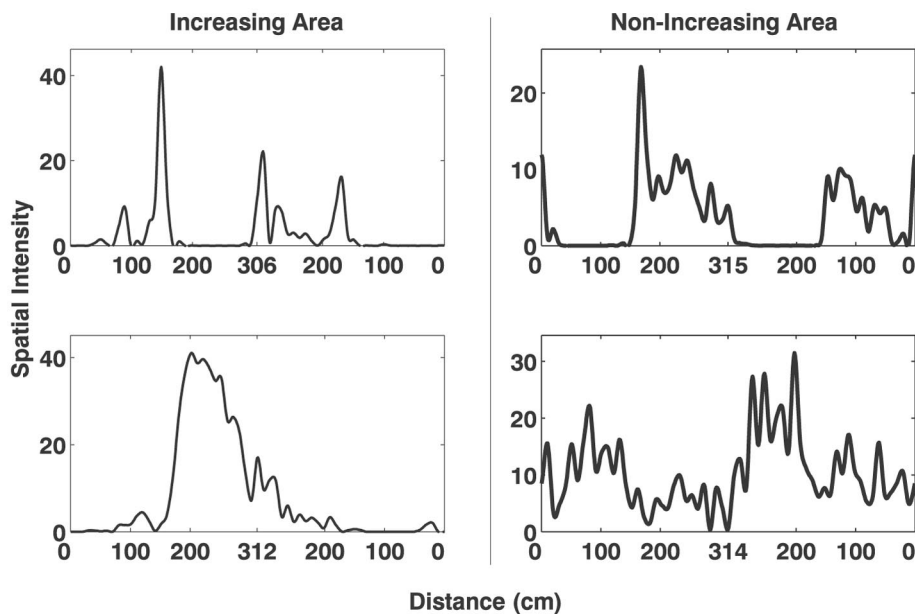 Increasing Area
Non-Increasing Area
Spatial Intensity
40
20
0
0 100 200 306 200 100 0
20
10
0
0 100 200 315 200 100 0
40
20
0
0 100 200 312 200 100 0
30
20
10
0
0 100 200 314 200 100 0
Distance (cm)